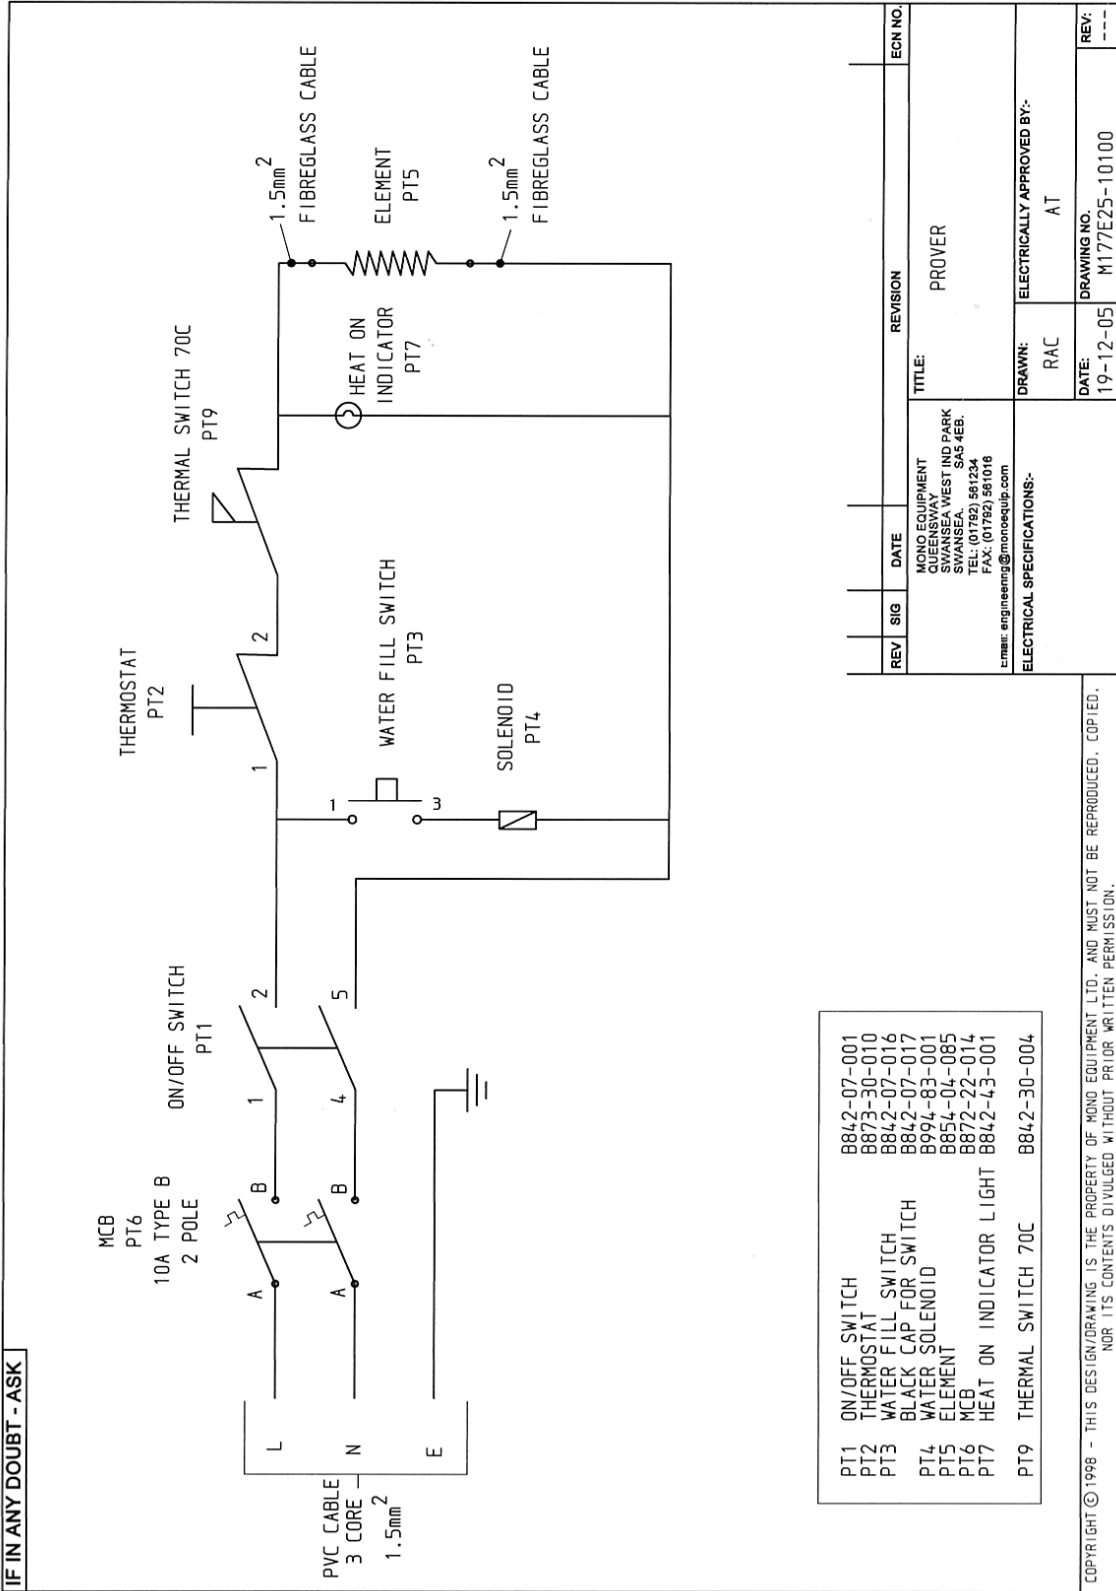 IF IN ANY DOUBT - ASK
MCB
PT6
10A TYPE B
2 POLE
ON/OFF SWITCH
PT1
THERMOSTAT
PT2
THERMAL SWITCH 70C
PT9
1.5mm²
FIBREGLASS CABLE
ELEMENT
PT5
1.5mm²
FIBREGLASS CABLE
HEAT ON
INDICATOR
PT7
WATER FILL SWITCH
PT3
SOLENOID
PT4
PVC CABLE
3 CORE
1.5mm²
L
N
E
A
B
A
B
1
2
4
5
1
2
1
3
PT1 ON/OFF SWITCH B842-07-001
PT2 THERMOSTAT B873-30-010
PT3 WATER FILL SWITCH B842-07-016
BLACK CAP FOR SWITCH B842-07-017
PT4 WATER SOLENOID B994-83-001
PT5 ELEMENT B854-04-085
PT6 MCB B872-22-014
PT7 HEAT ON INDICATOR LIGHT B842-43-001
PT9 THERMAL SWITCH 70C B842-30-004
REV SIG DATE REVISION ECN NO.
MONO EQUIPMENT
QUEENSWAY
SWANSEA WEST IND PARK
SWANSEA. SA5 4EB.
TEL: (01792) 561234
FAX: (01792) 561016
Email: engineering@monoequip.com
TITLE:
PROVER
ELECTRICAL SPECIFICATIONS:-
DRAWN:
RAC
ELECTRICALLY APPROVED BY:-
AT
DATE:
19-12-05
DRAWING NO.
M177E25-10100
REV:
---
COPYRIGHT © 1998 - THIS DESIGN/DRAWING IS THE PROPERTY OF MONO EQUIPMENT LTD. AND MUST NOT BE REPRODUCED, COPIED,
NOR ITS CONTENTS DIVULGED WITHOUT PRIOR WRITTEN PERMISSION.